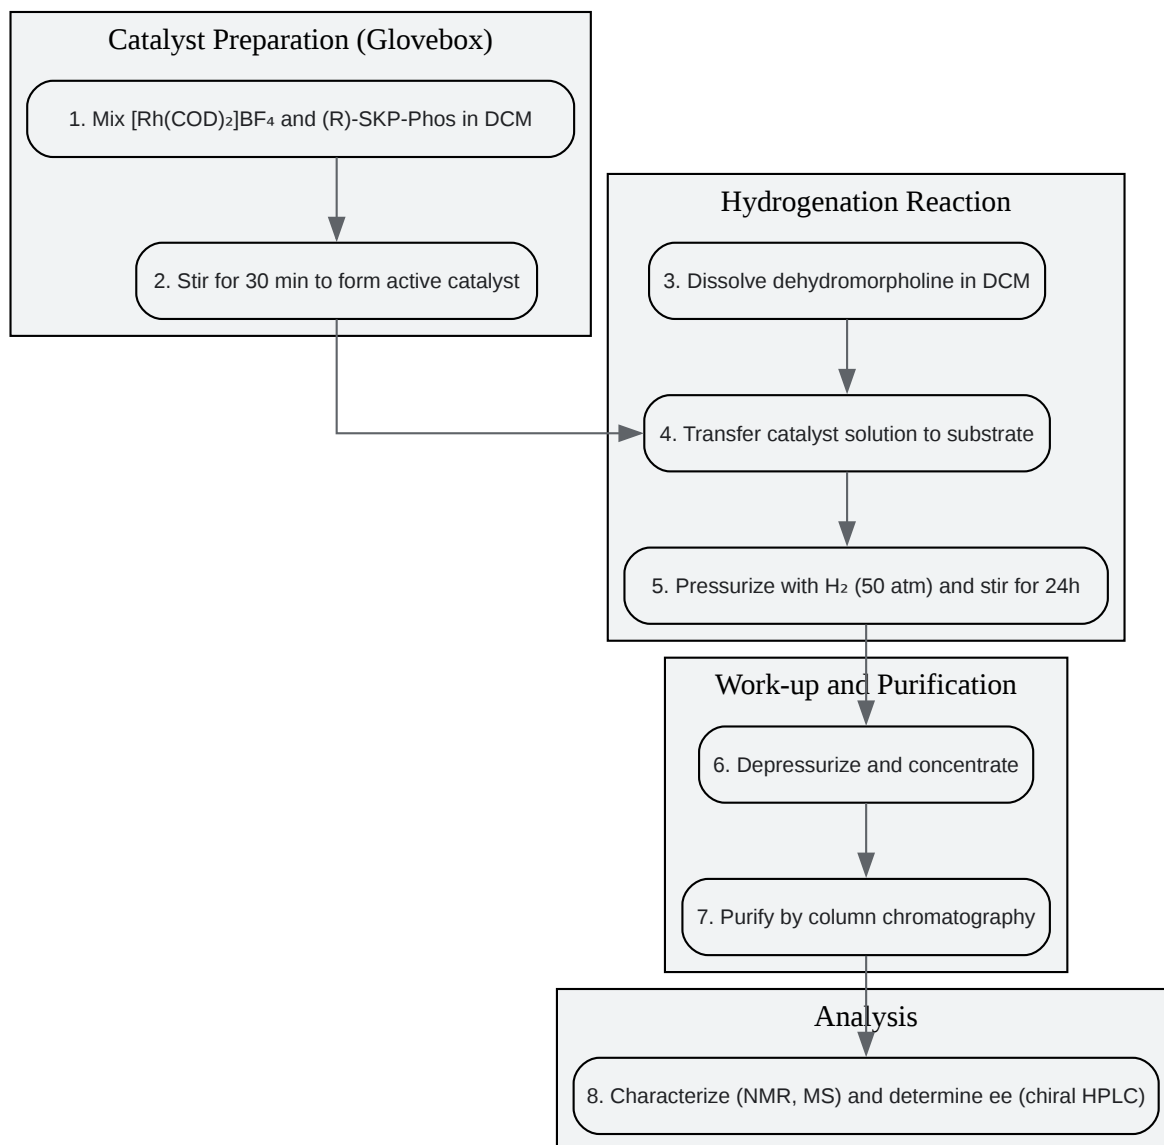 Catalyst Preparation (Glovebox)
1. Mix [Rh(COD)₂]BF₄ and (R)-SKP-Phos in DCM
2. Stir for 30 min to form active catalyst
Hydrogenation Reaction
3. Dissolve dehydromorpholine in DCM
4. Transfer catalyst solution to substrate
5. Pressurize with H₂ (50 atm) and stir for 24h
Work-up and Purification
6. Depressurize and concentrate
7. Purify by column chromatography
Analysis
8. Characterize (NMR, MS) and determine ee (chiral HPLC)